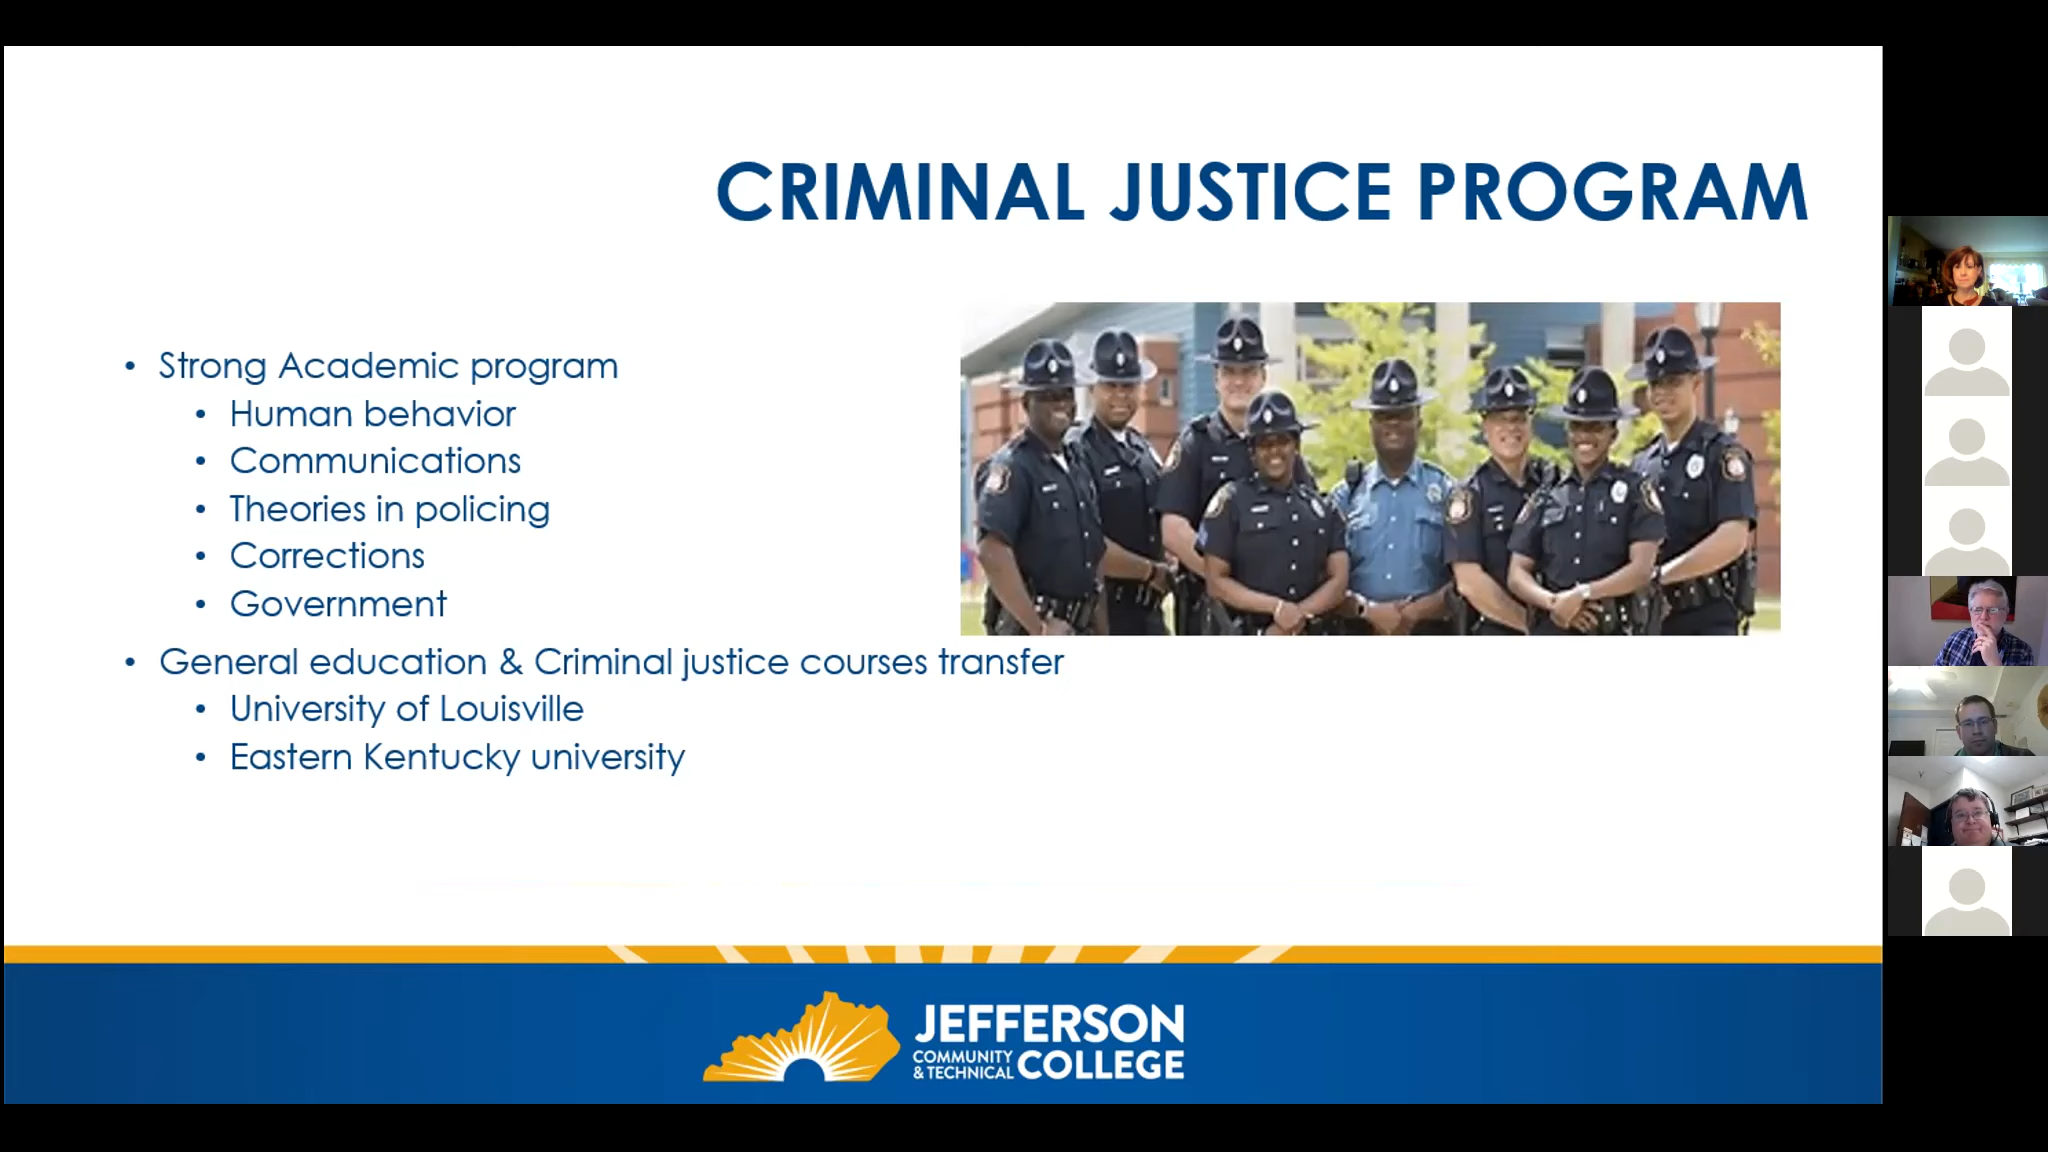 CRIMINAL JUSTICE PROGRAM
• Strong Academic program
• Human behavior
• Communications
• Theories in policing
• Corrections
• Government
• General education & Criminal justice courses transfer
• University of Louisville
• Eastern Kentucky university
JEFFERSON
COMMUNITY & TECHNICAL COLLEGE